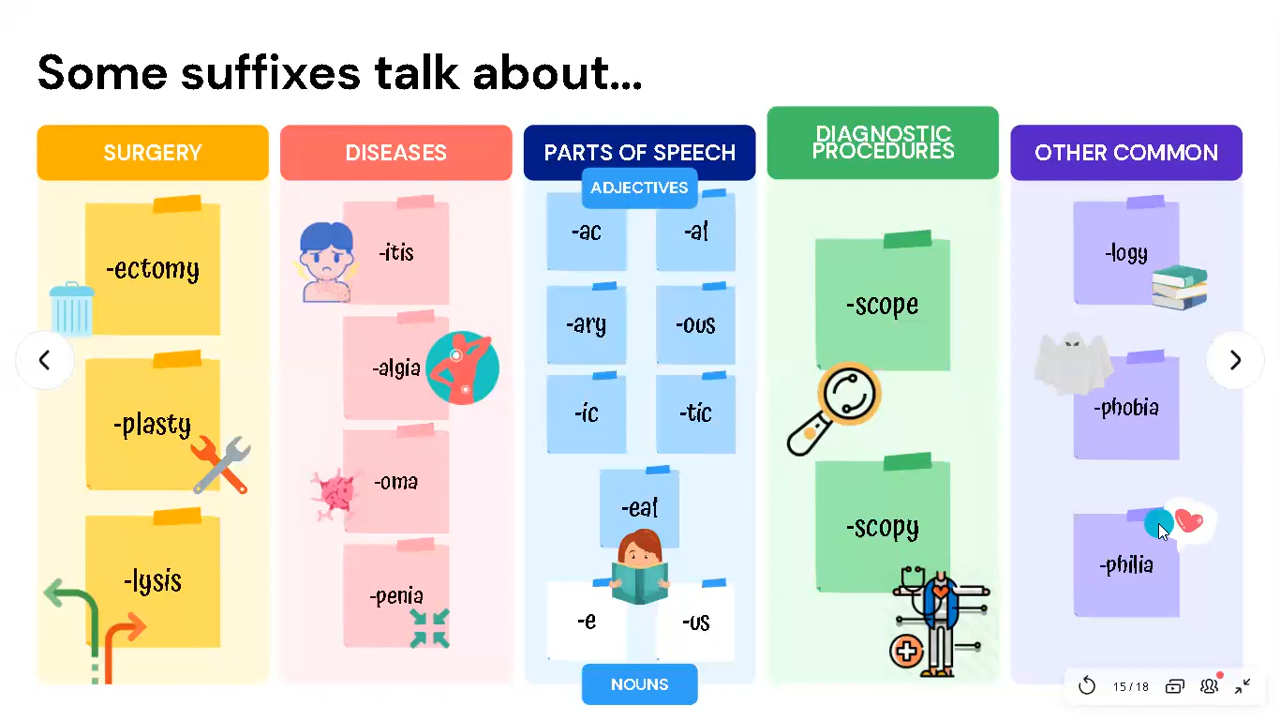 Some suffixes talk about...
SURGERY
-ectomy
-plasty
-lysis
DISEASES
-itis
-algia
-oma
-penia
PARTS OF SPEECH
ADJECTIVES
-ac
-al
-ary
-ous
-ic
-tic
-eal
-e
-us
NOUNS
DIAGNOSTIC
PROCEDURES
-scope
-scopy
OTHER COMMON
-logy
-phobia
-philia
15/18